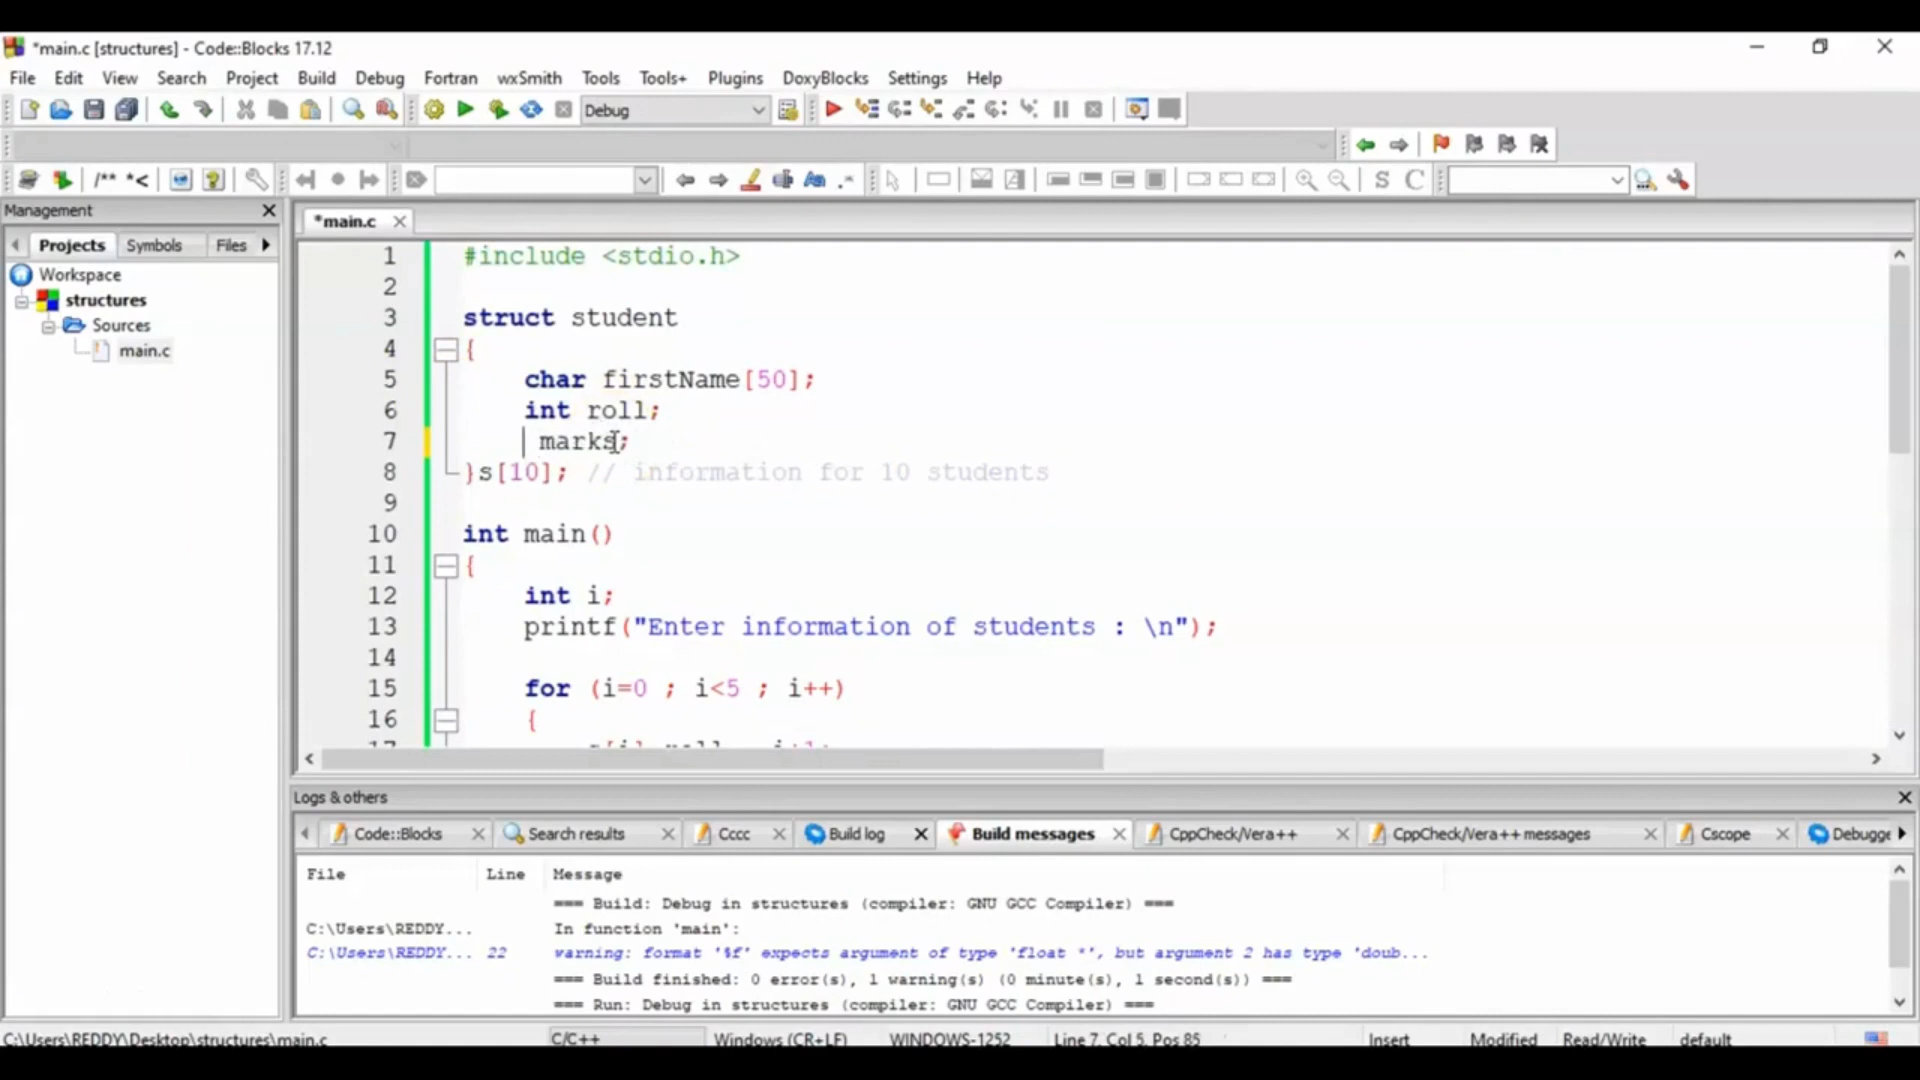 *main.c [structures] - Code::Blocks 17.12
File Edit View Search Project Build Debug Fortran wxSmith Tools Tools+ Plugins DoxyBlocks Settings Help
Debug
/** *<
S C
Management
Projects Symbols Files
Workspace
structures
Sources
main.c
*main.c
1 #include <stdio.h>
2
3 struct student
4 {
5 char firstName[50];
6 int roll;
7 marks;
8 }s[10]; // information for 10 students
9
10 int main()
11 {
12 int i;
13 printf("Enter information of students : \n");
14
15 for (i=0 ; i<5 ; i++)
16 {
Logs & others
Code::Blocks Search results Cccc Build log Build messages CppCheck/Vera++ CppCheck/Vera++ messages Cscope Debugge
File Line Message
=== Build: Debug in structures (compiler: GNU GCC Compiler) ===
C:\Users\REDDY... In function 'main':
C:\Users\REDDY... 22 warning: format '%f' expects argument of type 'float *', but argument 2 has type 'doub...
=== Build finished: 0 error(s), 1 warning(s) (0 minute(s), 1 second(s)) ===
=== Run: Debug in structures (compiler: GNU GCC Compiler) ===
C:\Users\REDDY\Desktop\structures\main.c C/C++ Windows (CR+LF) WINDOWS-1252 Line 7, Col 5, Pos 85 Insert Modified Read/Write default